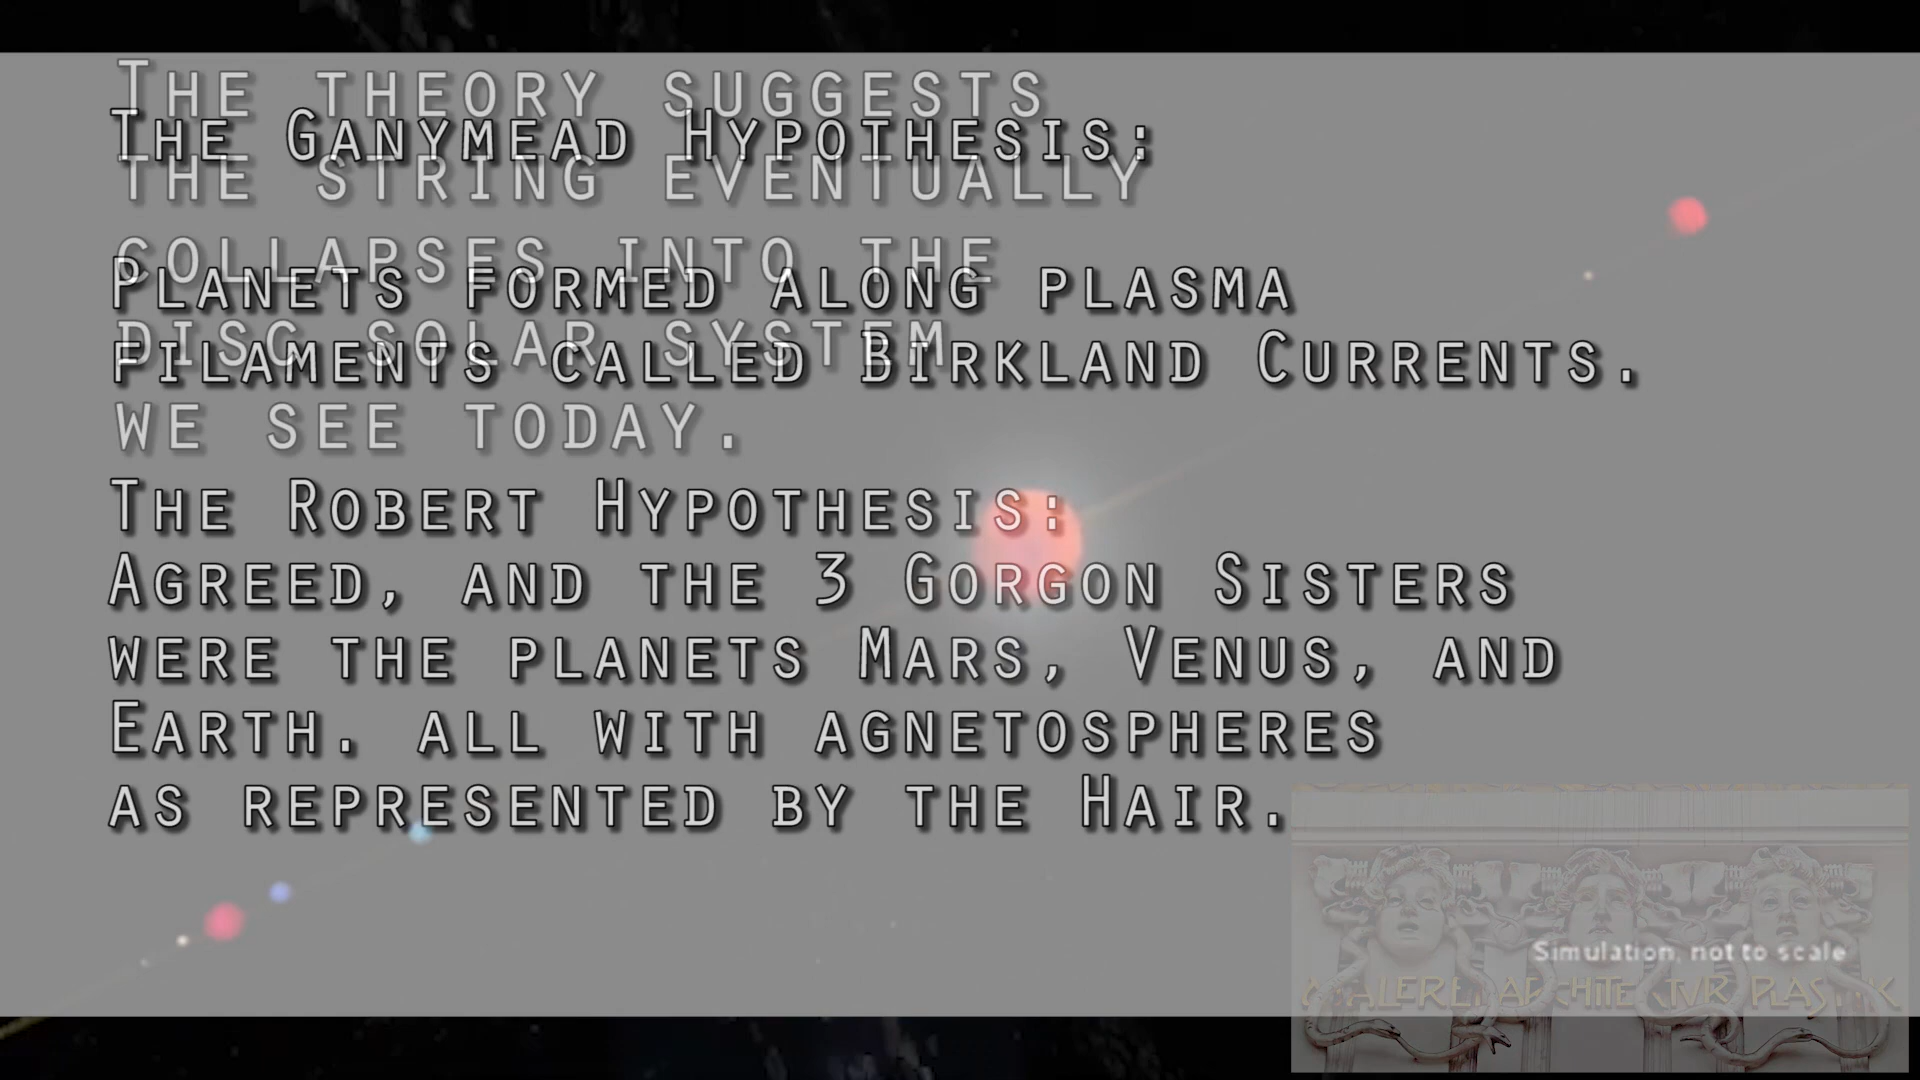 The theory suggests
the string eventually
collapses into the
disc solar system
we see today.
The Ganymead Hypothesis:
Planets formed along plasma
filaments called Birkland Currents.
The Robert Hypothesis:
Agreed, and the 3 Gorgon Sisters
were the planets Mars, Venus, and
Earth. all with agnetospheres
as represented by the Hair.
Simulation, not to scale